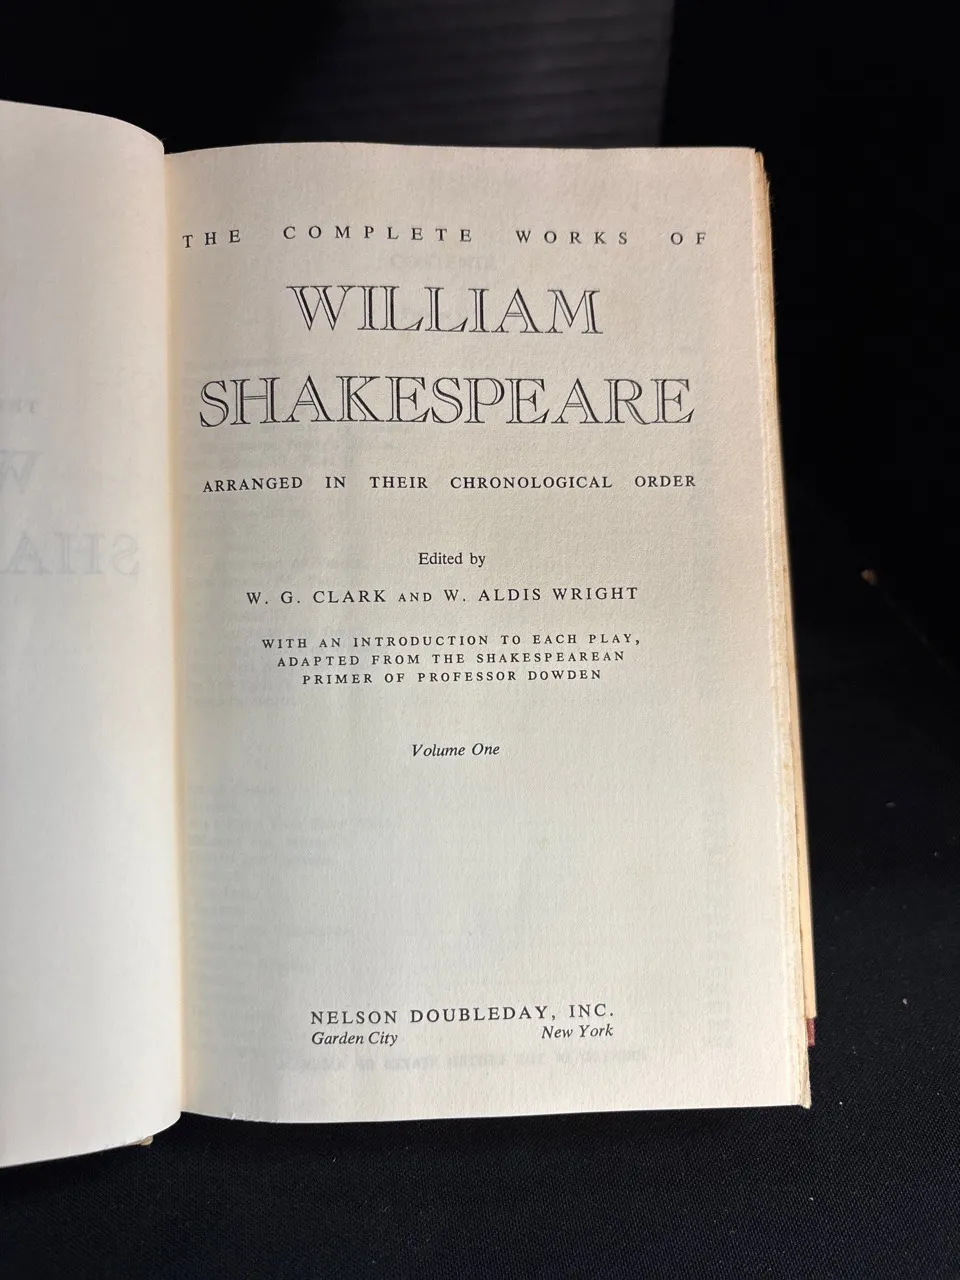 THE COMPLETE WORKS OF
WILLIAM
SHAKESPEARE
ARRANGED IN THEIR CHRONOLOGICAL ORDER
Edited by
W. G. CLARK AND W. ALDIS WRIGHT
WITH AN INTRODUCTION TO EACH PLAY,
ADAPTED FROM THE SHAKESPEAREAN
PRIMER OF PROFESSOR DOWDEN
Volume One
NELSON DOUBLEDAY, INC.
Garden City New York